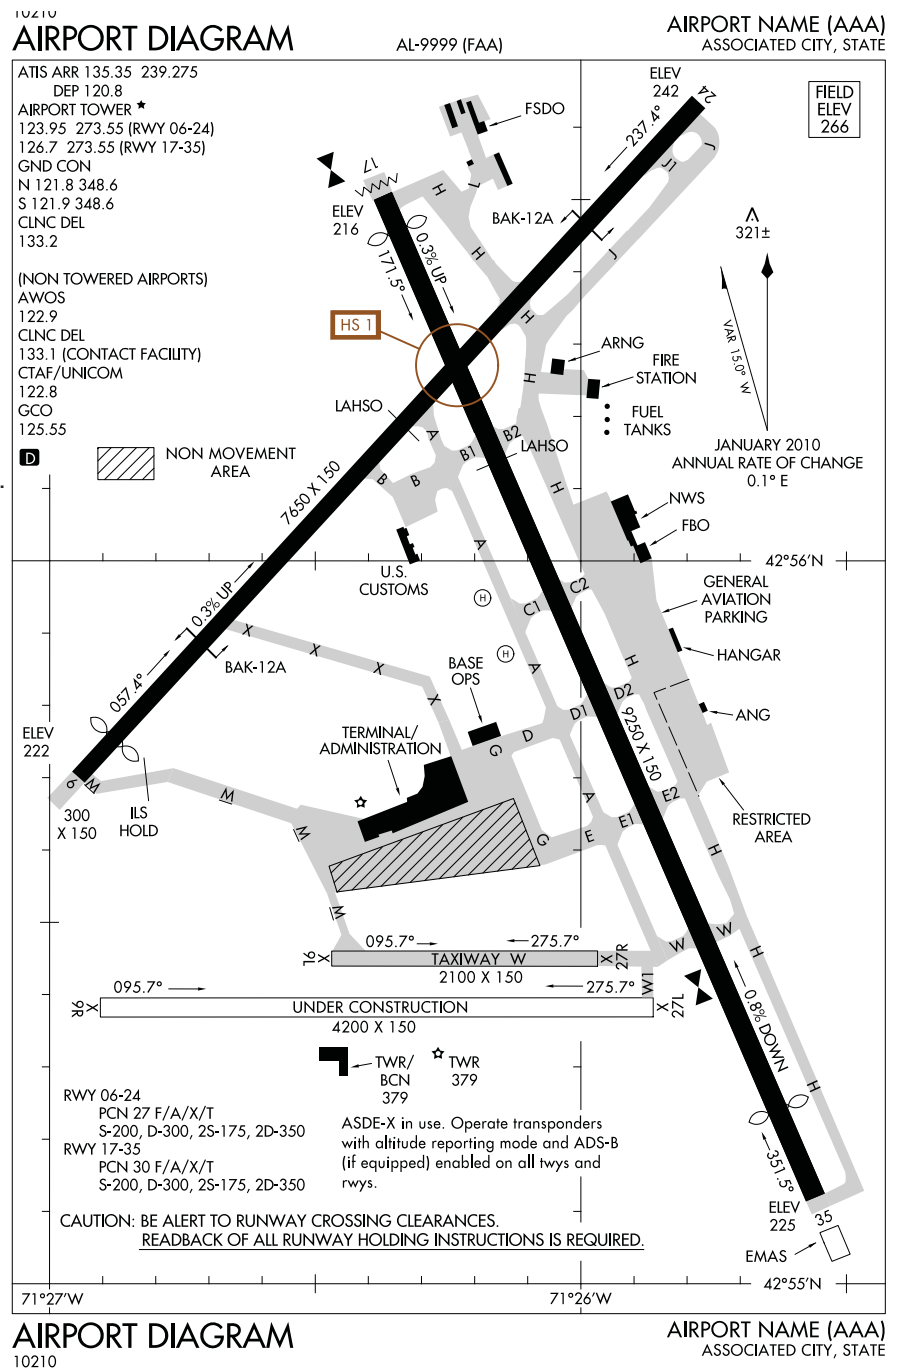 10210
AIRPORT DIAGRAM
AL-9999 (FAA)
AIRPORT NAME (AAA)
ASSOCIATED CITY, STATE
ATIS ARR 135.35 239.275
DEP 120.8
AIRPORT TOWER ★
123.95 273.55 (RWY 06-24)
126.7 273.55 (RWY 17-35)
GND CON
N 121.8 348.6
S 121.9 348.6
CLNC DEL
133.2
(NON TOWERED AIRPORTS)
AWOS
122.9
CLNC DEL
133.1 (CONTACT FACILITY)
CTAF/UNICOM
122.8
GCO
125.55
D
NON MOVEMENT
AREA
FIELD
ELEV
266
ELEV
242
24
237.4°
J
J1
J
FSDO
17
ELEV
216
H
I
H
BAK-12A
0.3% UP
171.5°
321±
VAR 15.0° W
JANUARY 2010
ANNUAL RATE OF CHANGE
0.1° E
HS 1
H
H
ARNG
FIRE
STATION
FUEL
TANKS
LAHSO
A
B
B
B1
B2
LAHSO
H
7650 X 150
NWS
FBO
A
U.S.
CUSTOMS
42°56'N
H
C1
C2
GENERAL
AVIATION
PARKING
0.3% UP
X
X
X
X
BAK-12A
H
BASE
OPS
A
H
HANGAR
057.4°
D2
D1
D
G
ANG
9250 X 150
ELEV
222
TERMINAL/
ADMINISTRATION
6
M
300
X 150
ILS
HOLD
M
M
A
E2
E1
E
G
RESTRICTED
AREA
H
M
W
W
H
9L
X
095.7°
275.7°
TAXIWAY W
2100 X 150
X
27R
W1
9R
X
095.7°
275.7°
UNDER CONSTRUCTION
4200 X 150
X
27L
0.8% DOWN
H
TWR/
BCN
379
TWR
379
RWY 06-24
PCN 27 F/A/X/T
S-200, D-300, 2S-175, 2D-350
RWY 17-35
PCN 30 F/A/X/T
S-200, D-300, 2S-175, 2D-350
ASDE-X in use. Operate transponders
with altitude reporting mode and ADS-B
(if equipped) enabled on all twys and
rwys.
351.5°
ELEV
225
35
EMAS
CAUTION: BE ALERT TO RUNWAY CROSSING CLEARANCES.
READBACK OF ALL RUNWAY HOLDING INSTRUCTIONS IS REQUIRED.
42°55'N
71°27'W
71°26'W
AIRPORT DIAGRAM
10210
AIRPORT NAME (AAA)
ASSOCIATED CITY, STATE